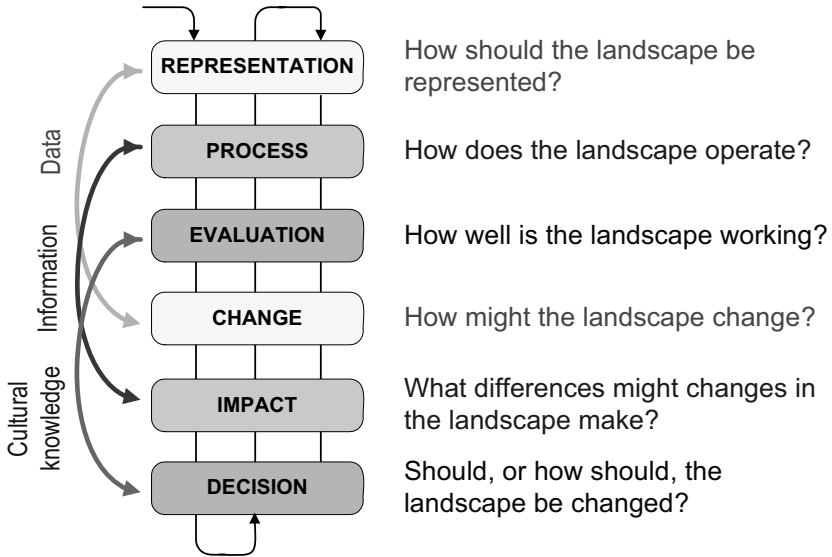 REPRESENTATION
How should the landscape be
represented?
PROCESS
How does the landscape operate?
EVALUATION
How well is the landscape working?
CHANGE
How might the landscape change?
IMPACT
What differences might changes in
the landscape make?
DECISION
Should, or how should, the
landscape be changed?
Data
Information
Cultural
knowledge